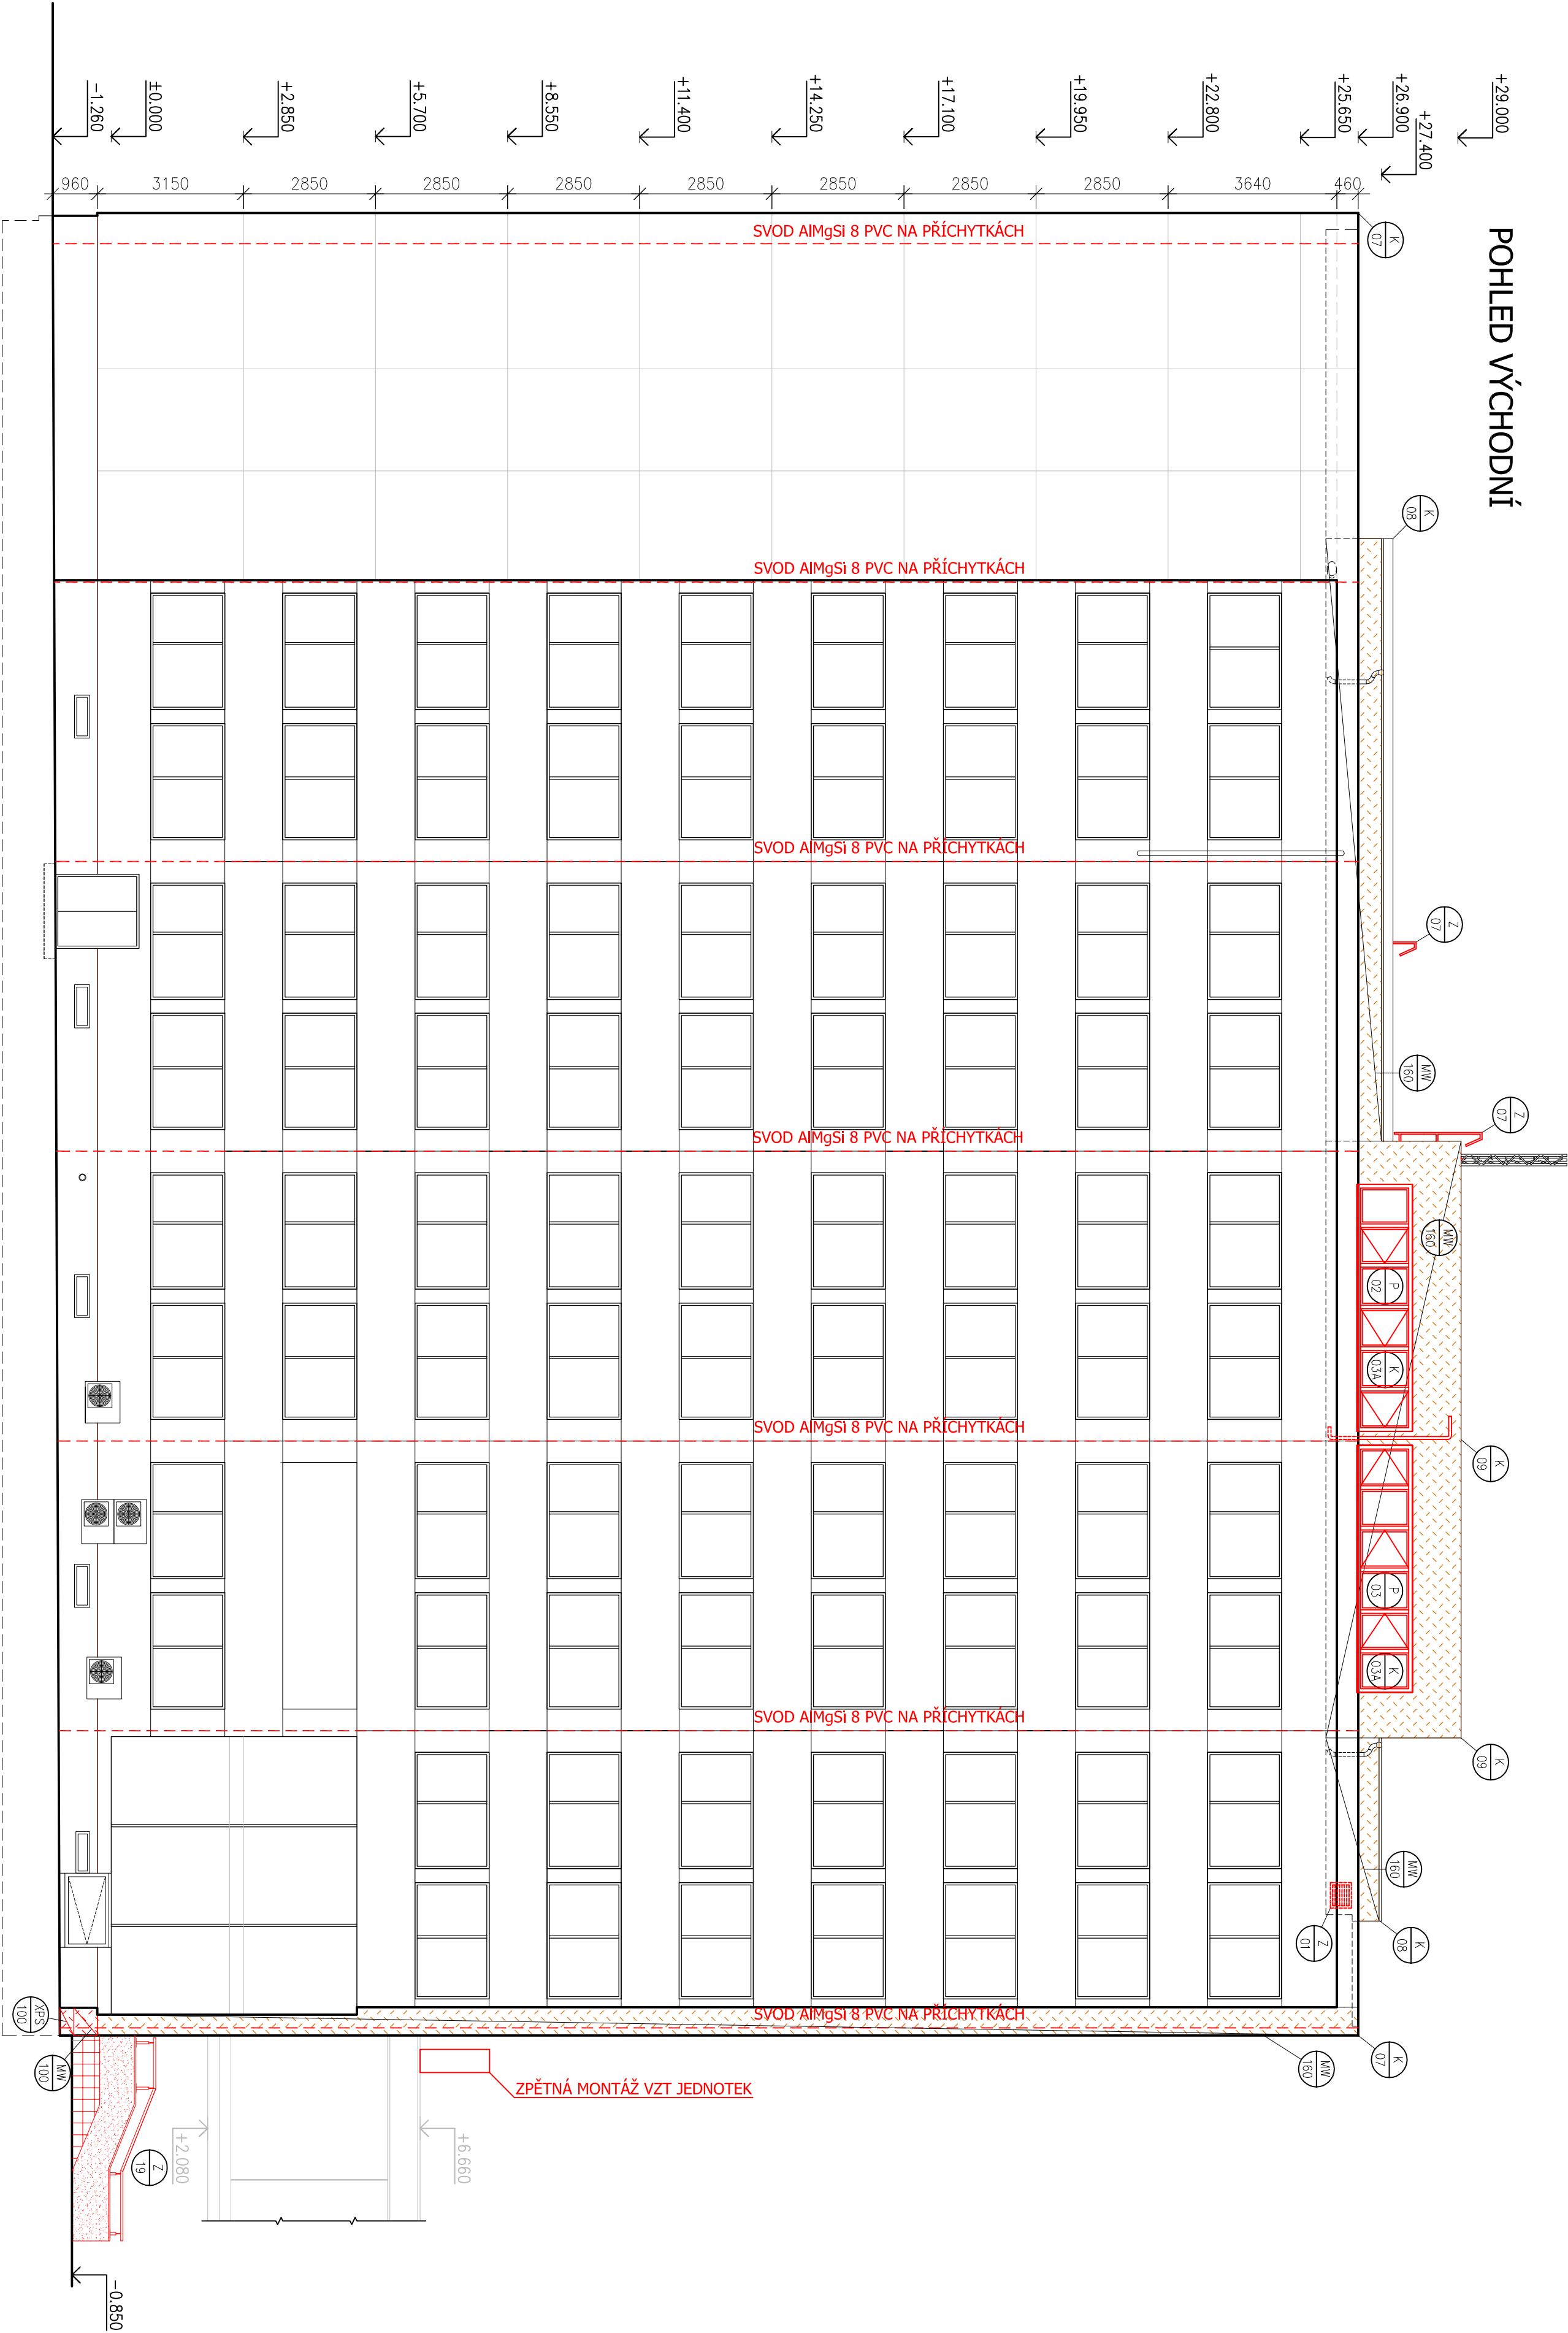 POHLED VÝCHODNÍ
+29.000
+27.400
+26.900
+25.650
+22.800
+19.950
+17.100
+14.250
+11.400
+8.550
+5.700
+2.850
±0.000
-1.260
460
3640
2850
2850
2850
2850
2850
2850
2850
3150
960
K
07
K
08
Z
07
MW
160
Z
07
MW
160
P
02
K
03A
K
09
P
03
K
03A
K
09
MW
160
K
08
Z
01
K
07
MW
160
SVOD AlMgSi 8 PVC NA PŘÍCHYTKÁCH
SVOD AlMgSi 8 PVC NA PŘÍCHYTKÁCH
SVOD AlMgSi 8 PVC NA PŘÍCHYTKÁCH
SVOD AlMgSi 8 PVC NA PŘÍCHYTKÁCH
SVOD AlMgSi 8 PVC NA PŘÍCHYTKÁCH
SVOD AlMgSi 8 PVC NA PŘÍCHYTKÁCH
SVOD AlMgSi 8 PVC NA PŘÍCHYTKÁCH
ZPĚTNÁ MONTÁŽ VZT JEDNOTEK
+6.660
+2.080
Z
19
XPS
100
MW
100
-0.850